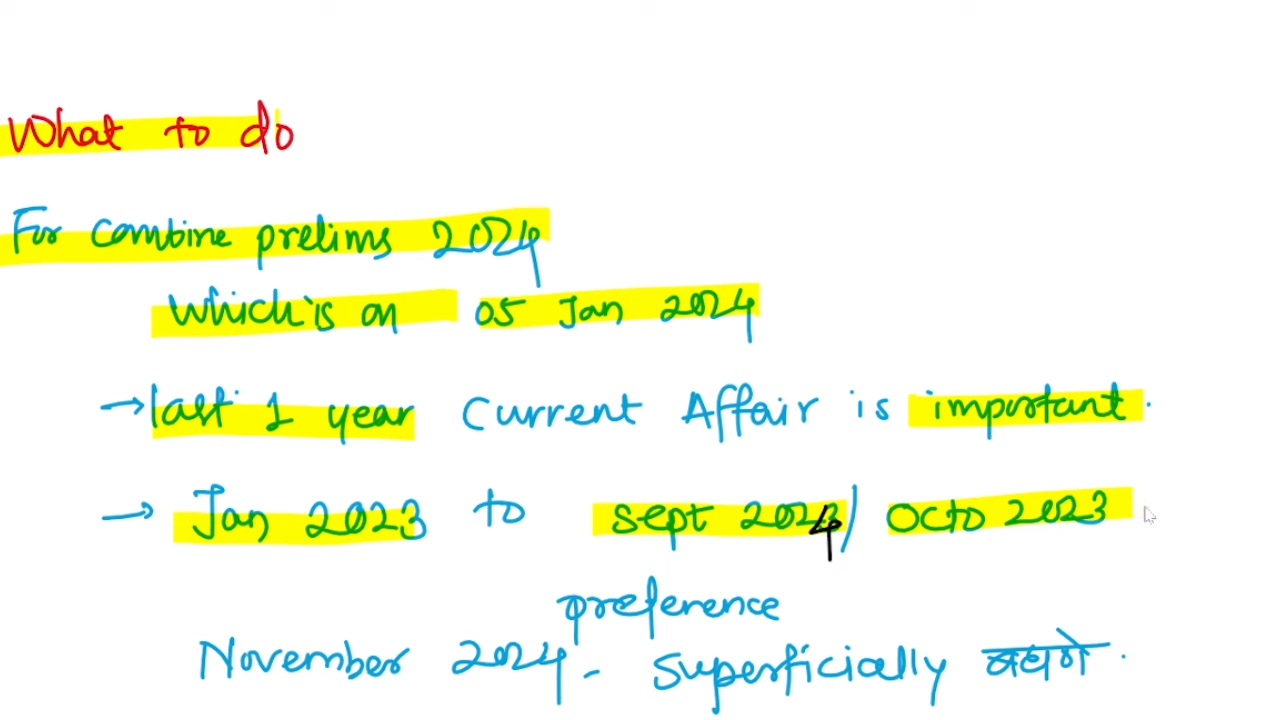 What to do
For combine prelims 2024
Which is on 05 Jan 2024
→ last 1 year Current Affair is important.
→ Jan 2023 to Sept 2024 / Octo 2023
preference
November 2024 - Superficially बघणे.